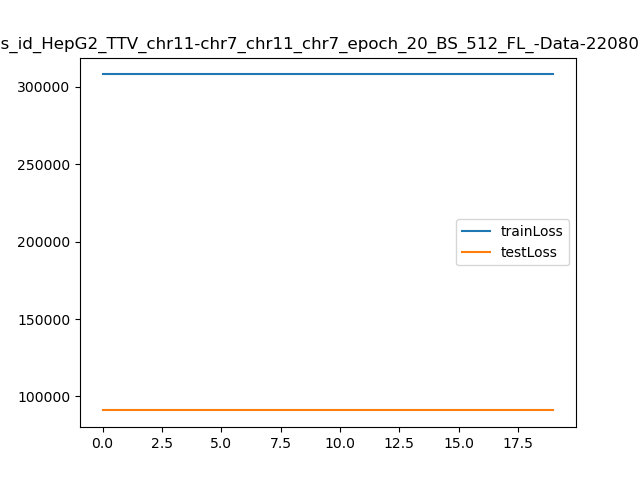 s_id_HepG2_TTV_chr11-chr7_chr11_chr7_epoch_20_BS_512_FL_-Data-22080
300000
250000
200000
150000
100000
trainLoss
testLoss
0.0 2.5 5.0 7.5 10.0 12.5 15.0 17.5